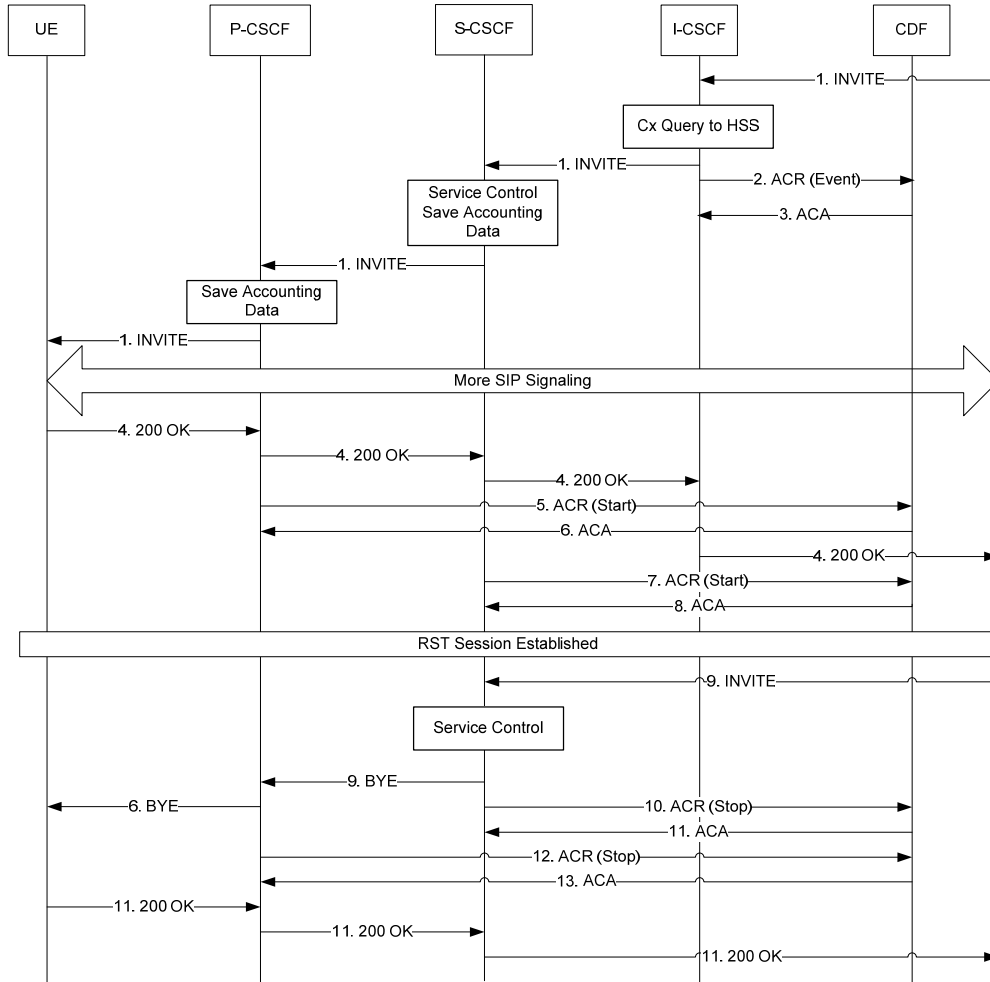 UE
P-CSCF
S-CSCF
I-CSCF
CDF
1. INVITE
Cx Query to HSS
1. INVITE
2. ACR (Event)
Service Control
Save Accounting
Data
3. ACA
1. INVITE
Save Accounting
Data
1. INVITE
More SIP Signaling
4. 200 OK
4. 200 OK
4. 200 OK
5. ACR (Start)
6. ACA
4. 200 OK
7. ACR (Start)
8. ACA
RST Session Established
9. INVITE
Service Control
9. BYE
6. BYE
10. ACR (Stop)
11. ACA
12. ACR (Stop)
13. ACA
11. 200 OK
11. 200 OK
11. 200 OK